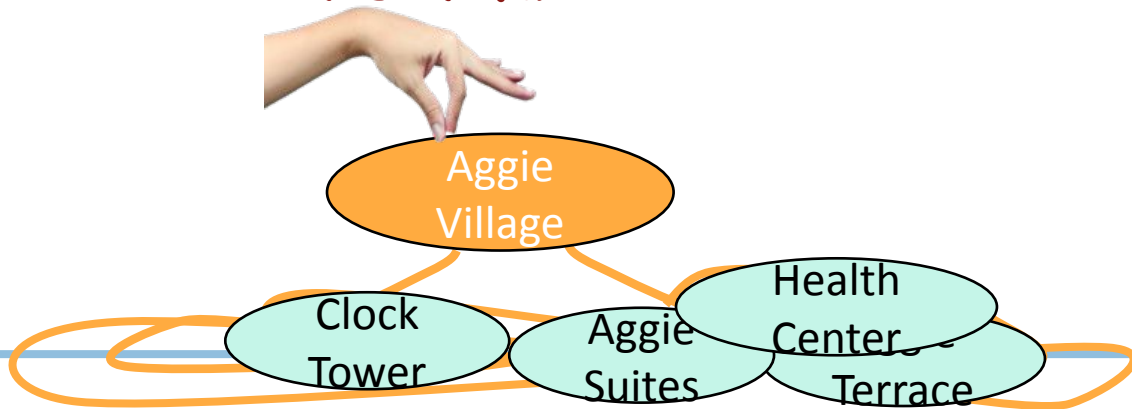 Aggie
Village
Health
Center
Clock
Tower
Aggie
Suites
Terrace